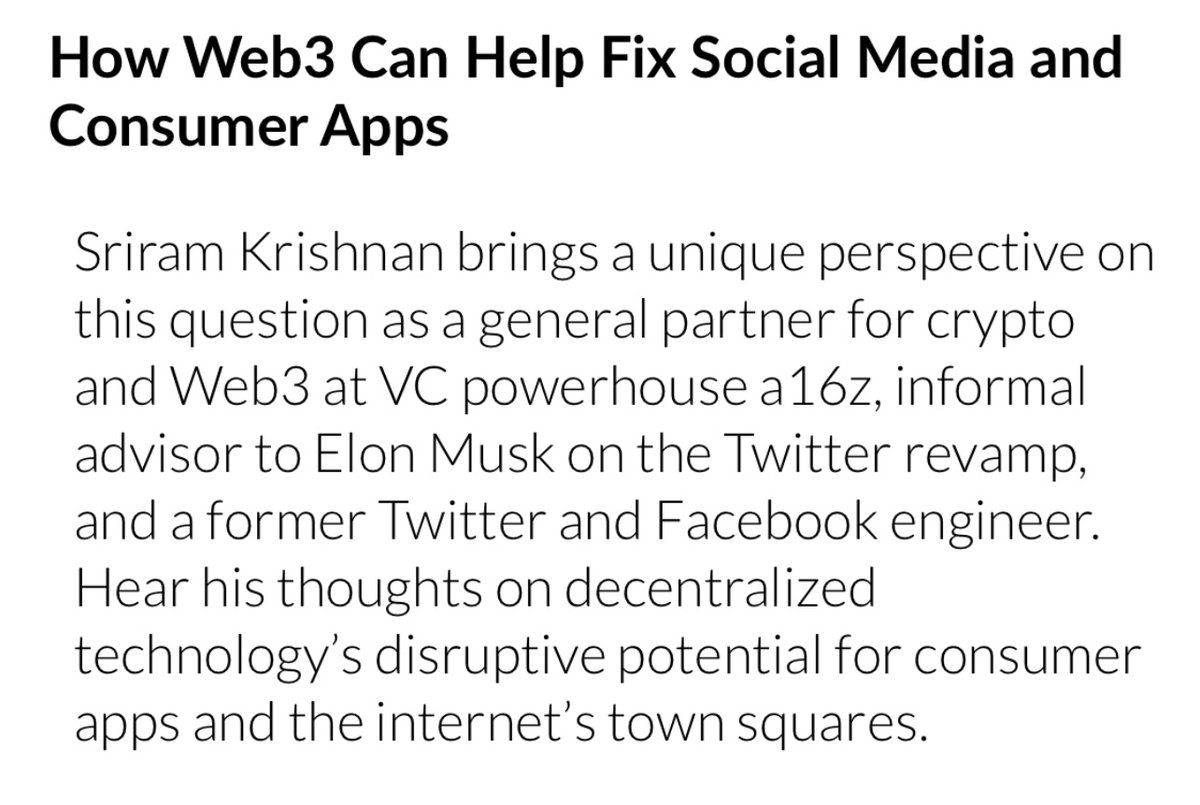 How Web3 Can Help Fix Social Media and
Consumer Apps
Sriram Krishnan brings a unique perspective on
this question as a general partner for crypto
and Web3 at VC powerhouse a16z, informal
advisor to Elon Musk on the Twitter revamp,
and a former Twitter and Facebook engineer.
Hear his thoughts on decentralized
technology’s disruptive potential for consumer
apps and the internet’s town squares.